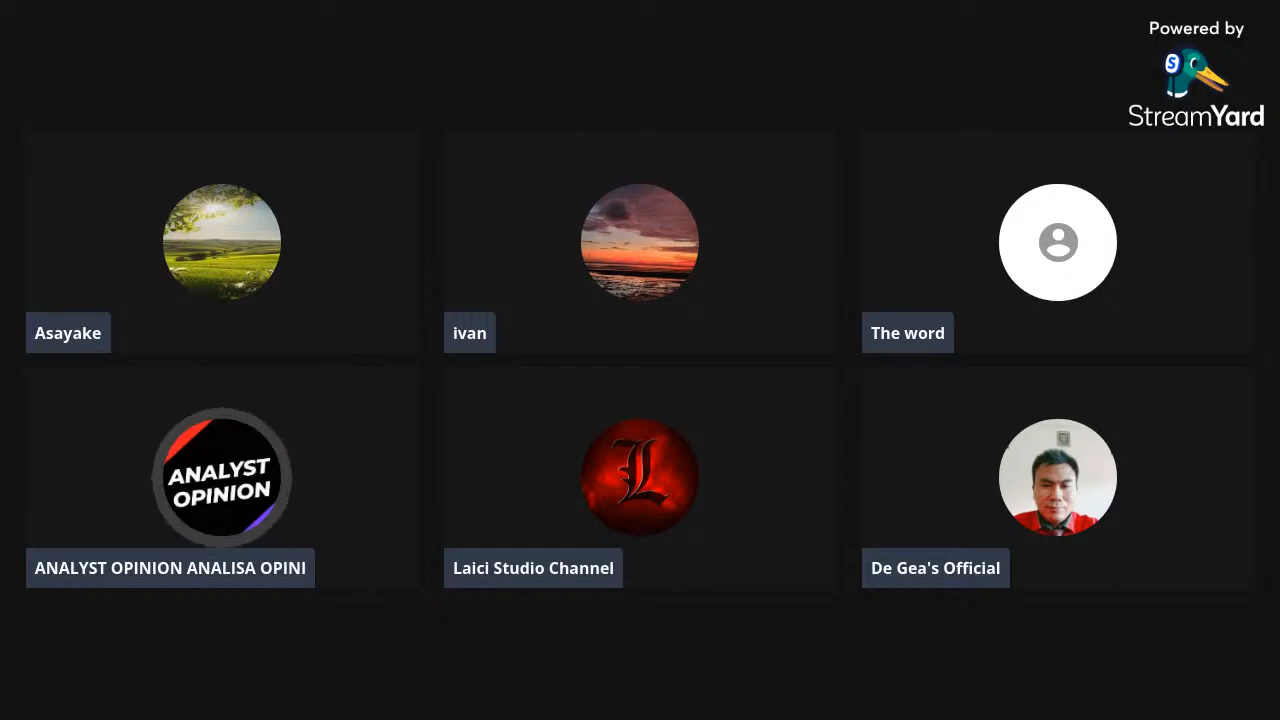 Powered by
S
StreamYard
Asayake
ivan
The word
ANALYST
OPINION
L
ANALYST OPINION ANALISA OPINI
Laici Studio Channel
De Gea's Official